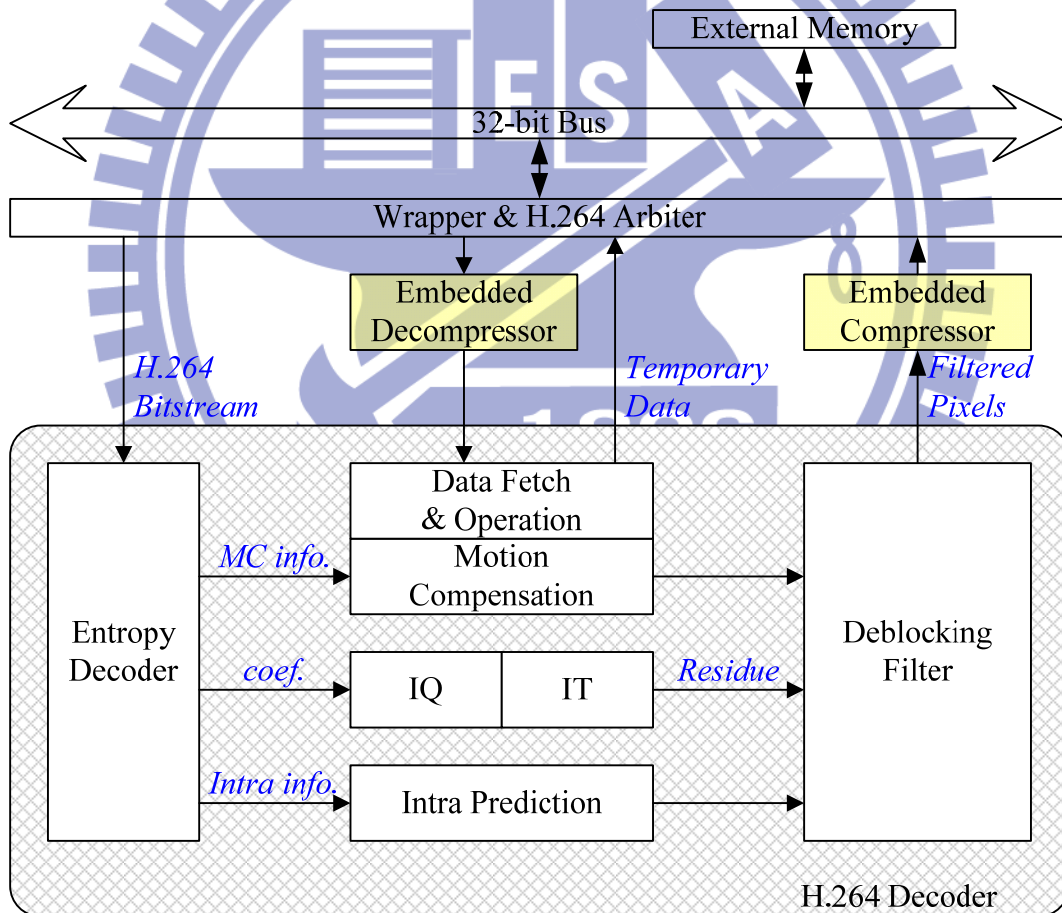 External Memory
32-bit Bus
Wrapper & H.264 Arbiter
Embedded
Decompressor
Embedded
Compressor
H.264
Bitstream
Temporary
Data
Filtered
Pixels
Data Fetch
& Operation
MC info.
Motion
Compensation
Entropy
Decoder
Deblocking
Filter
coef.
IQ
IT
Residue
Intra info.
Intra Prediction
H.264 Decoder
E
S
A
8